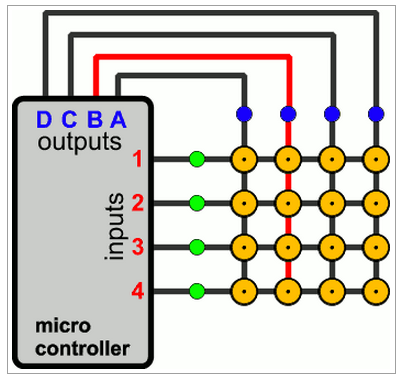 D C B A
outputs
1
2
inputs
3
4
micro
controller